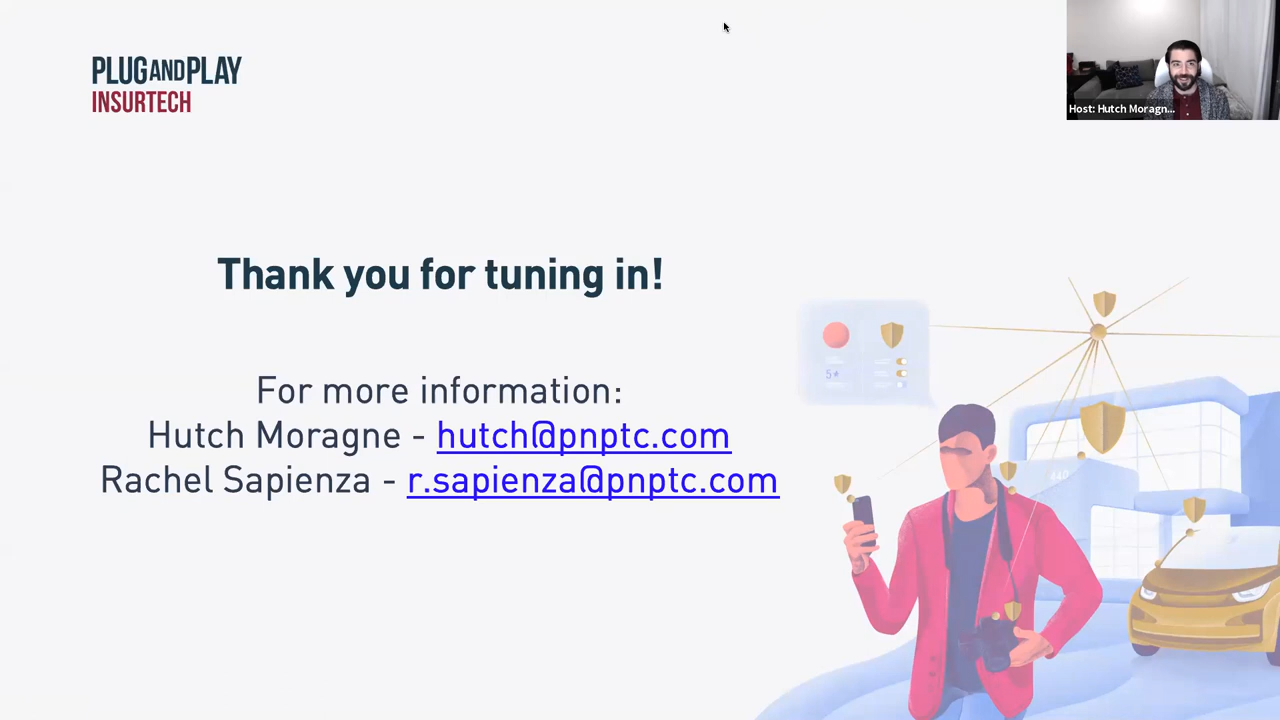 PLUGANDPLAY
INSURTECH
Host: Hutch Moragn...
Thank you for tuning in!
For more information:
Hutch Moragne - hutch@pnptc.com
Rachel Sapienza - r.sapienza@pnptc.com
5★